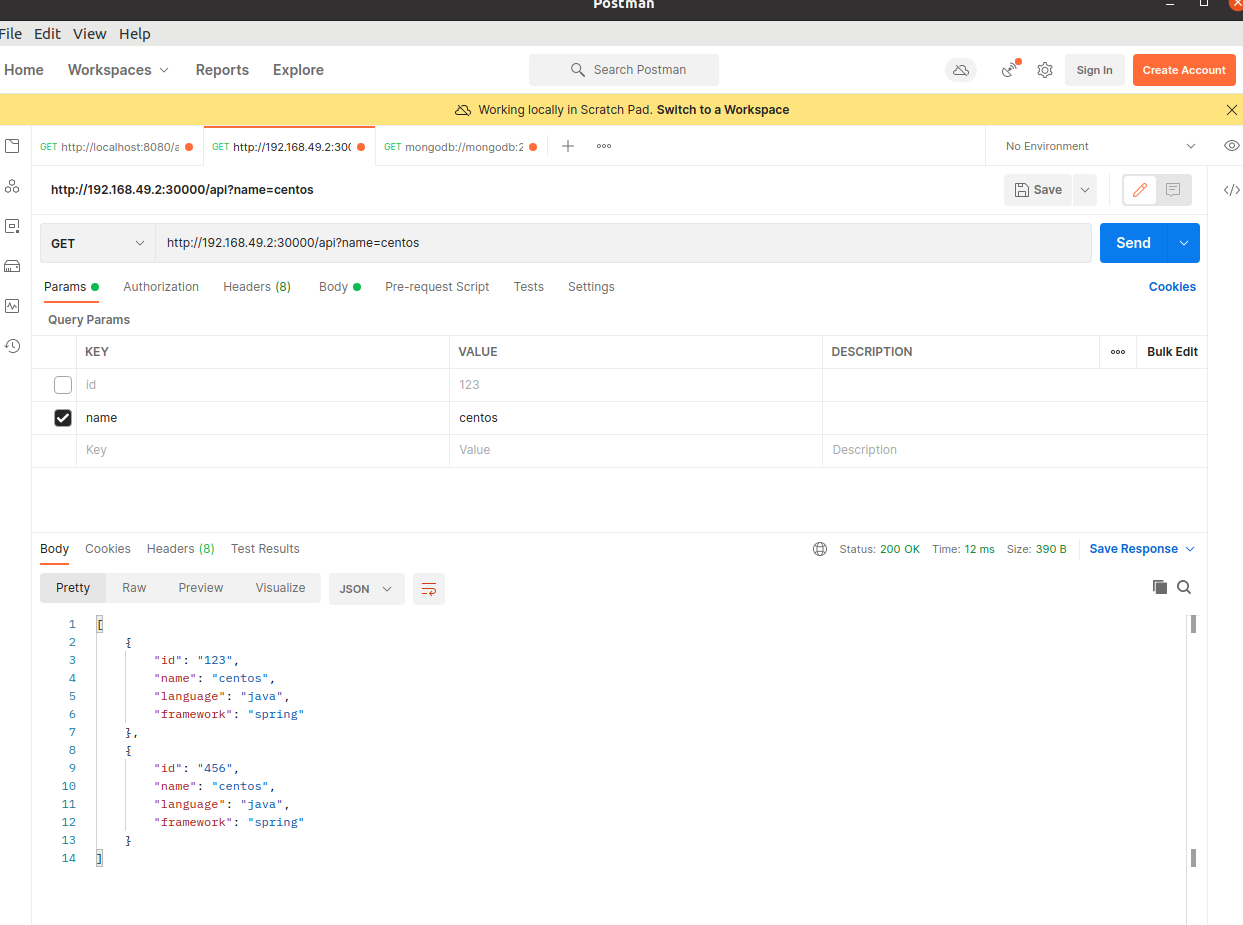 Postman
File Edit View Help
Home Workspaces Reports Explore Search Postman Sign In Create Account
Working locally in Scratch Pad. Switch to a Workspace
GET http://localhost:8080/a GET http://192.168.49.2:300 GET mongodb://mongodb:2 No Environment
http://192.168.49.2:30000/api?name=centos Save
GET http://192.168.49.2:30000/api?name=centos Send
Params Authorization Headers (8) Body Pre-request Script Tests Settings Cookies
Query Params
KEY VALUE DESCRIPTION Bulk Edit
id 123
name centos
Key Value Description
Body Cookies Headers (8) Test Results Status: 200 OK Time: 12 ms Size: 390 B Save Response
Pretty Raw Preview Visualize JSON
1 [
2 {
3 "id": "123",
4 "name": "centos",
5 "language": "java",
6 "framework": "spring"
7 },
8 {
9 "id": "456",
10 "name": "centos",
11 "language": "java",
12 "framework": "spring"
13 }
14 ]